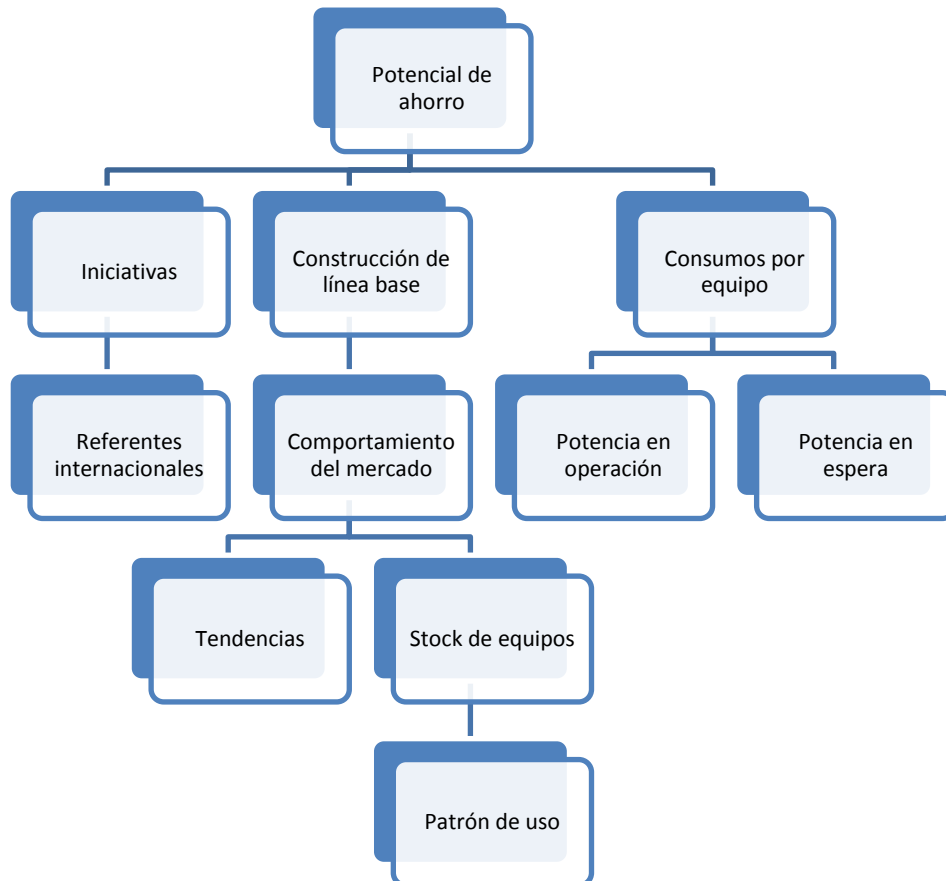 Potencial de
ahorro
Iniciativas
Construcción de
línea base
Consumos por
equipo
Referentes
internacionales
Comportamiento
del mercado
Potencia en
operación
Potencia en
espera
Tendencias
Stock de equipos
Patrón de uso